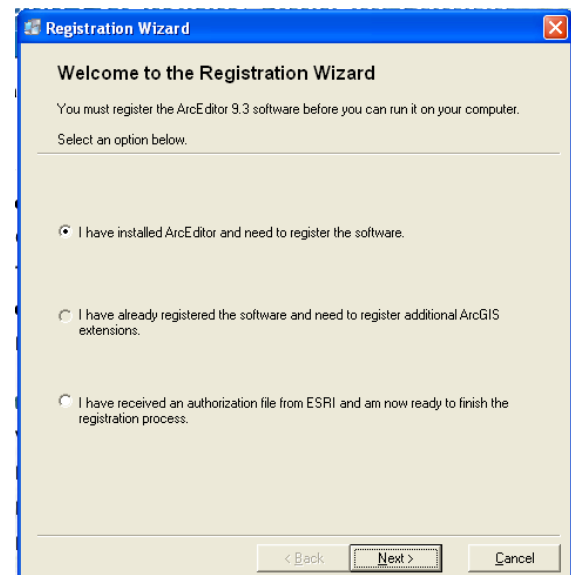 Registration Wizard
Welcome to the Registration Wizard
You must register the ArcEditor 9.3 software before you can run it on your computer.
Select an option below.
I have installed ArcEditor and need to register the software.
I have already registered the software and need to register additional ArcGIS
extensions.
I have received an authorization file from ESRI and am now ready to finish the
registration process.
< Back Next > Cancel